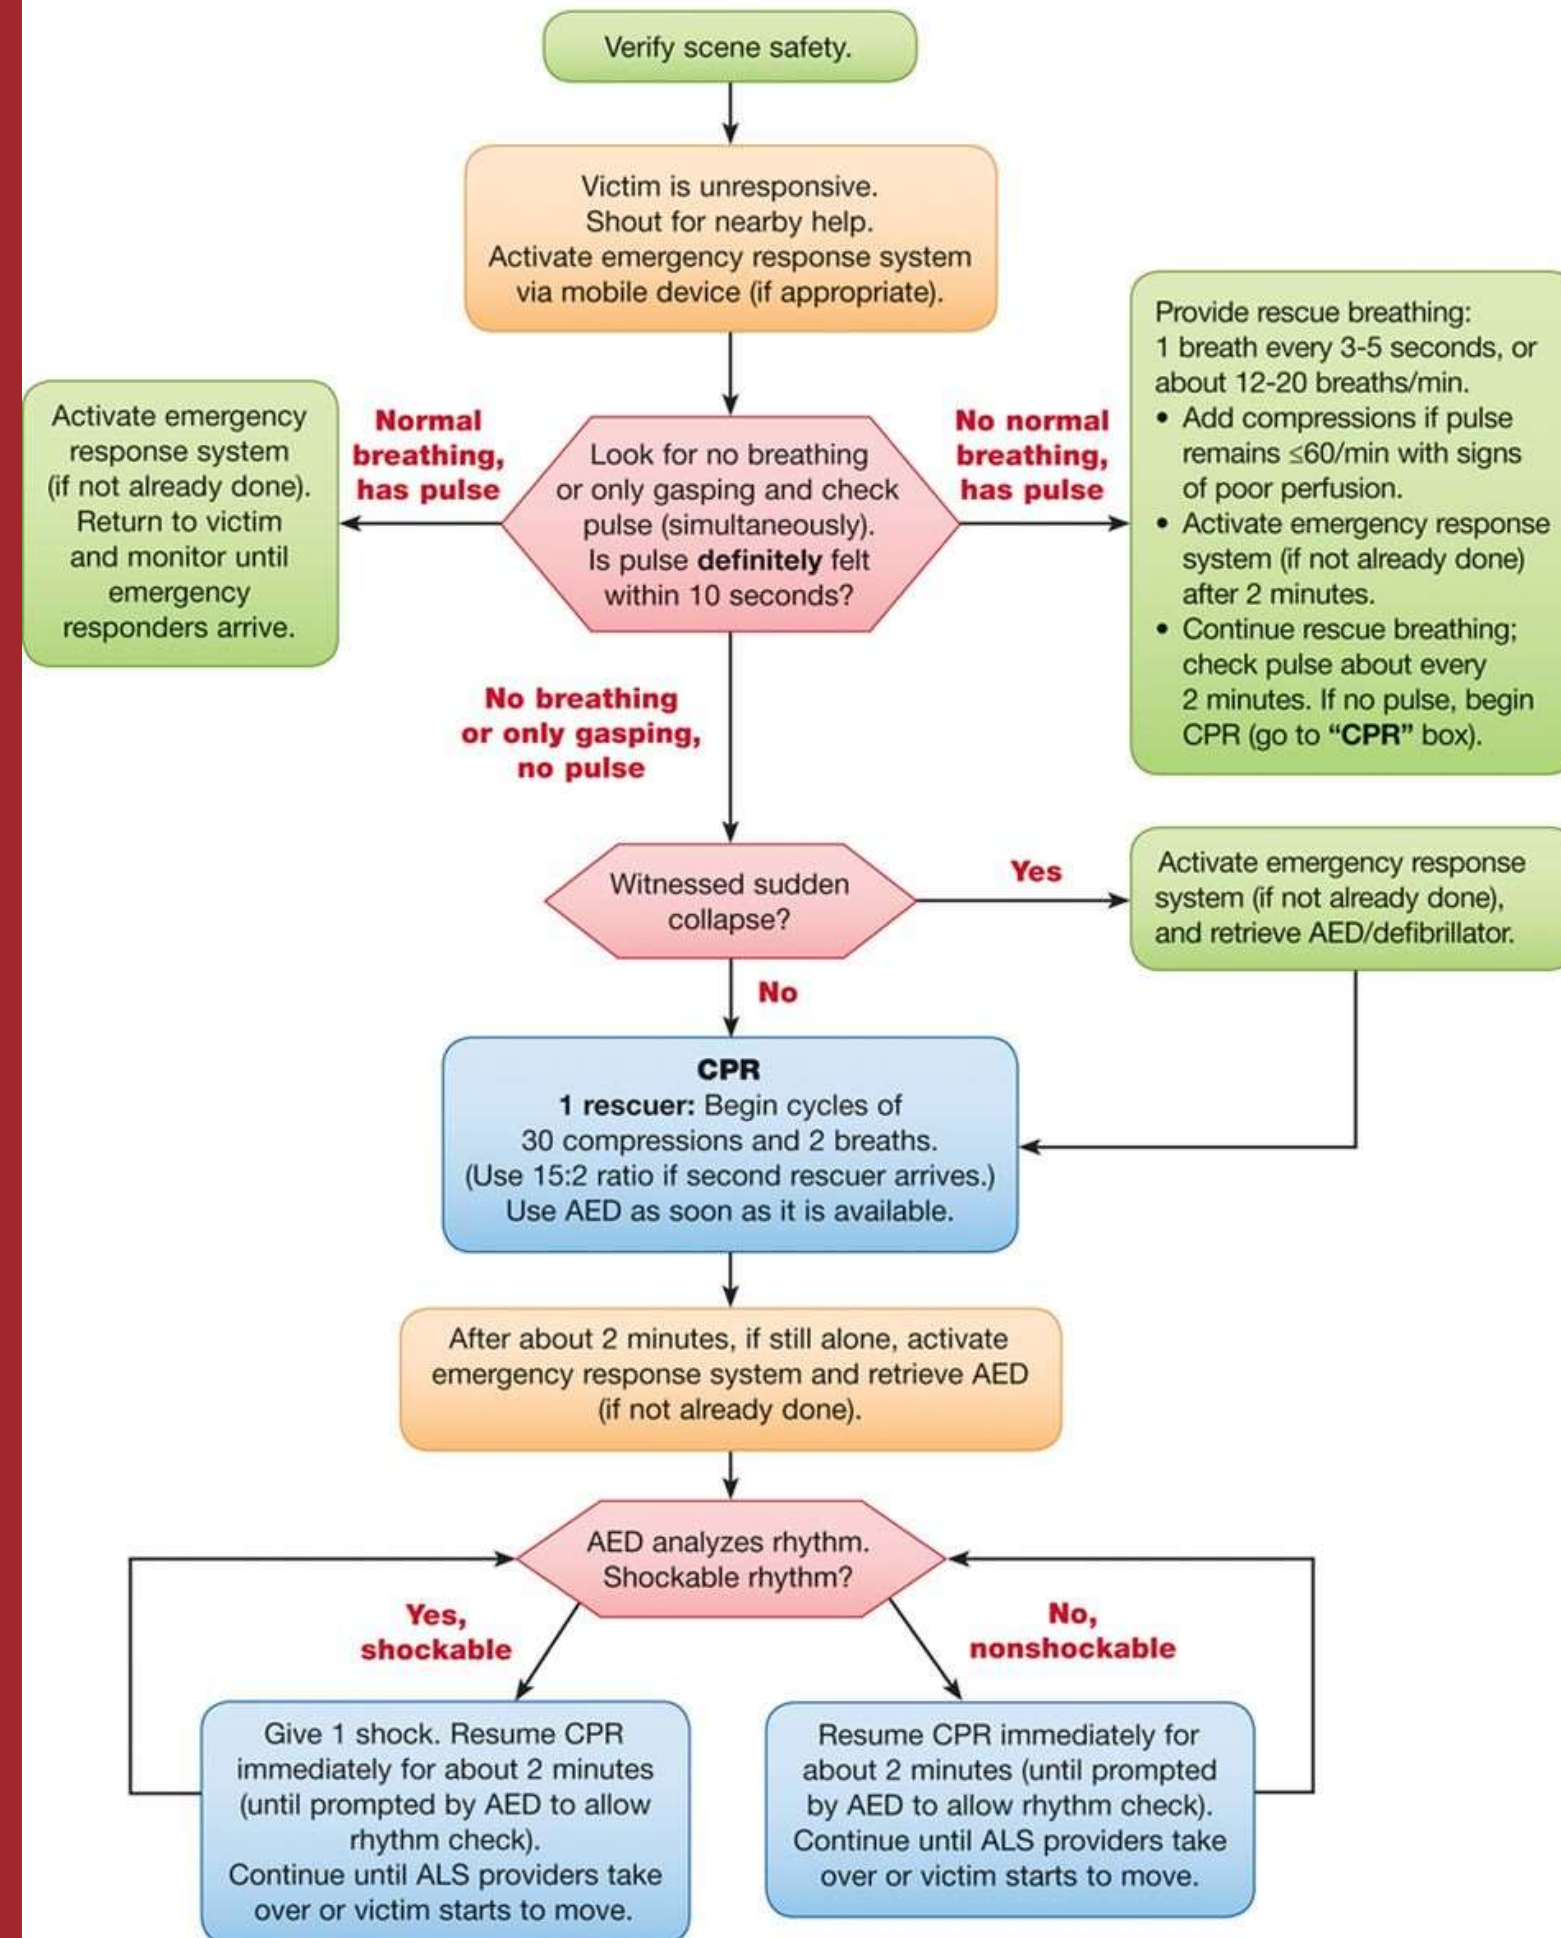 Verify scene safety.
Victim is unresponsive.
Shout for nearby help.
Activate emergency response system
via mobile device (if appropriate).
Activate emergency
response system
(if not already done).
Return to victim
and monitor until
emergency
responders arrive.
Normal
breathing,
has pulse
Look for no breathing
or only gasping and check
pulse (simultaneously).
Is pulse definitely felt
within 10 seconds?
No normal
breathing,
has pulse
Provide rescue breathing:
1 breath every 3-5 seconds, or
about 12-20 breaths/min.
• Add compressions if pulse
remains ≤60/min with signs
of poor perfusion.
• Activate emergency response
system (if not already done)
after 2 minutes.
• Continue rescue breathing;
check pulse about every
2 minutes. If no pulse, begin
CPR (go to “CPR” box).
No breathing
or only gasping,
no pulse
Witnessed sudden
collapse?
Yes
Activate emergency response
system (if not already done),
and retrieve AED/defibrillator.
No
CPR
1 rescuer: Begin cycles of
30 compressions and 2 breaths.
(Use 15:2 ratio if second rescuer arrives.)
Use AED as soon as it is available.
After about 2 minutes, if still alone, activate
emergency response system and retrieve AED
(if not already done).
AED analyzes rhythm.
Shockable rhythm?
Yes,
shockable
No,
nonshockable
Give 1 shock. Resume CPR
immediately for about 2 minutes
(until prompted by AED to allow
rhythm check).
Continue until ALS providers take
over or victim starts to move.
Resume CPR immediately for
about 2 minutes (until prompted
by AED to allow rhythm check).
Continue until ALS providers take
over or victim starts to move.